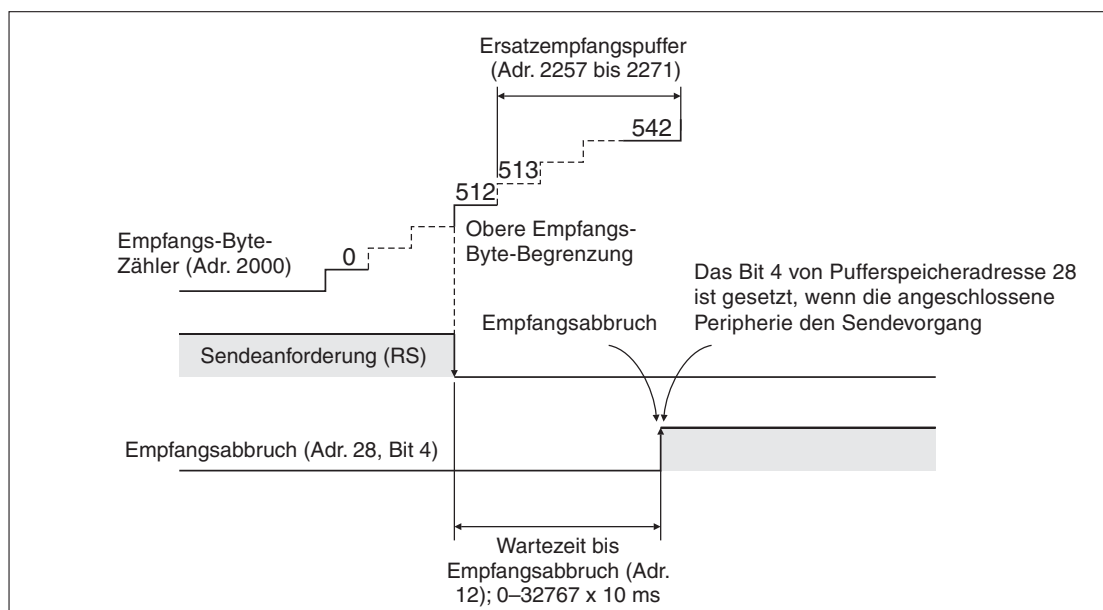 Ersatzempfangspuffer
(Adr. 2257 bis 2271)
542
513
512
Obere Empfangs-
Byte-Begrenzung
Empfangs-Byte-
Zähler (Adr. 2000)
0
Das Bit 4 von Pufferspeicheradresse 28
ist gesetzt, wenn die angeschlossene
Peripherie den Sendevorgang
Empfangsabbruch
Sendeanforderung (RS)
Empfangsabbruch (Adr. 28, Bit 4)
Wartezeit bis
Empfangsabbruch (Adr.
12); 0–32767 x 10 ms